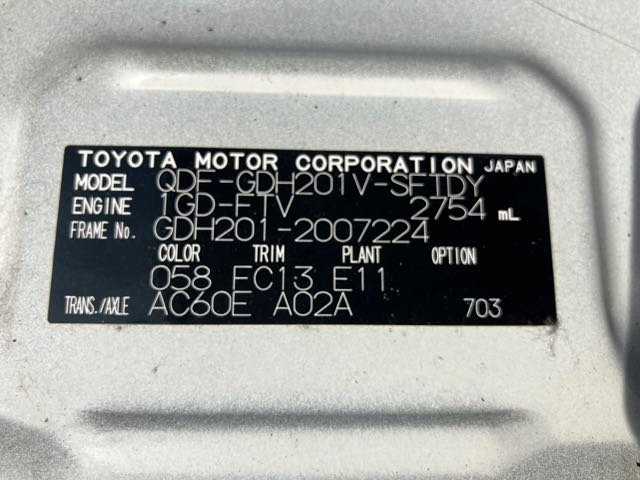 TOYOTA MOTOR CORPORATION JAPAN
MODEL QDF-GDH201V-SFTDY
ENGINE 1GD-FTV 2754 mL
FRAME No. GDH201-2007224
COLOR TRIM PLANT OPTION
058 FC13 E11
TRANS./AXLE AC60E A02A 703